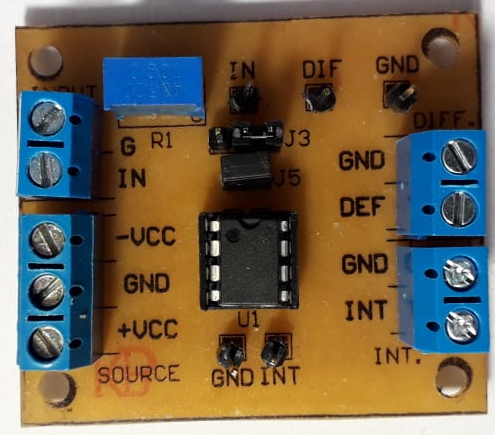 INPUT
IN
DIF
GND
DIFF.
R1
J3
G
IN
J5
GND
DEF
-VCC
GND
+VCC
GND
INT
U1
INT.
SOURCE
GND INT